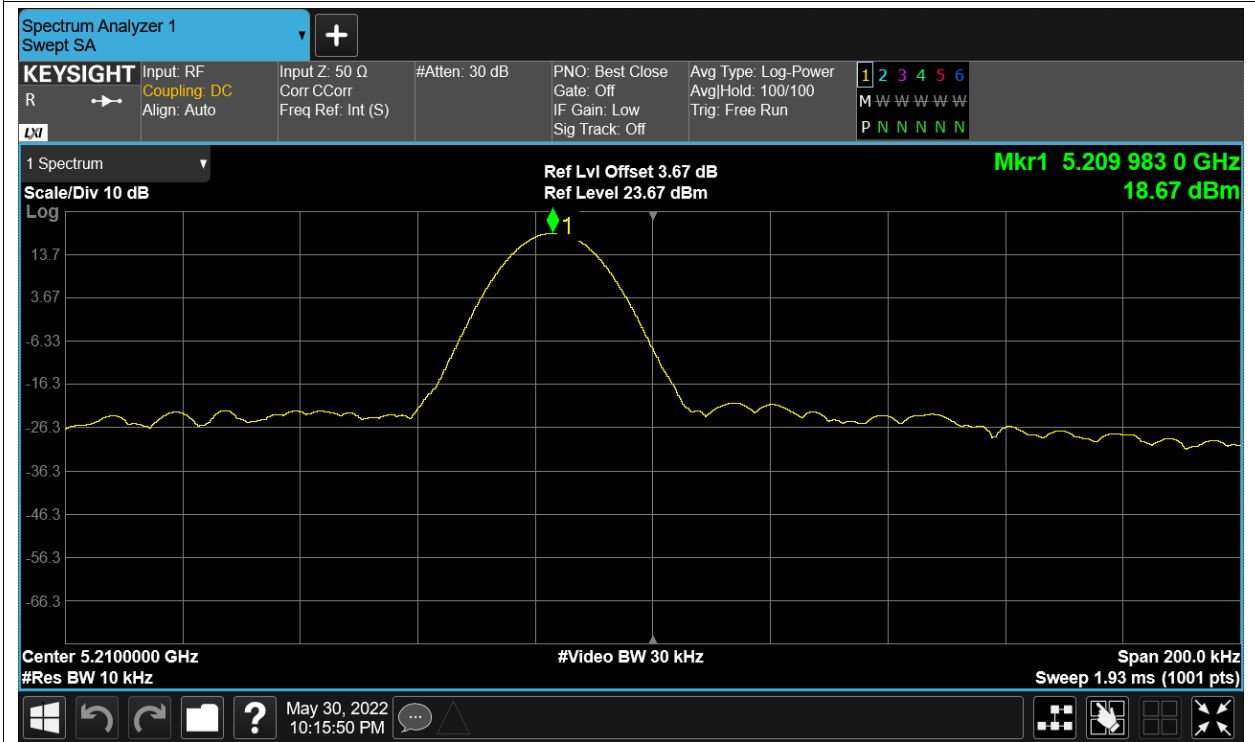 Spectrum Analyzer 1
Swept SA
KEYSIGHT
R
LXI
Input: RF
Coupling: DC
Align: Auto
Input Z: 50 Ω
Corr CCorr
Freq Ref: Int (S)
#Atten: 30 dB
PNO: Best Close
Gate: Off
IF Gain: Low
Sig Track: Off
Avg Type: Log-Power
Avg|Hold: 100/100
Trig: Free Run
1 2 3 4 5 6
M W W W W W
P N N N N N
1 Spectrum
Scale/Div 10 dB
Ref Lvl Offset 3.67 dB
Ref Level 23.67 dBm
Mkr1 5.209 983 0 GHz
18.67 dBm
Log
1
13.7
3.67
-6.33
-16.3
-26.3
-36.3
-46.3
-56.3
-66.3
Center 5.2100000 GHz
#Video BW 30 kHz
Span 200.0 kHz
#Res BW 10 kHz
Sweep 1.93 ms (1001 pts)
?
May 30, 2022
10:15:50 PM